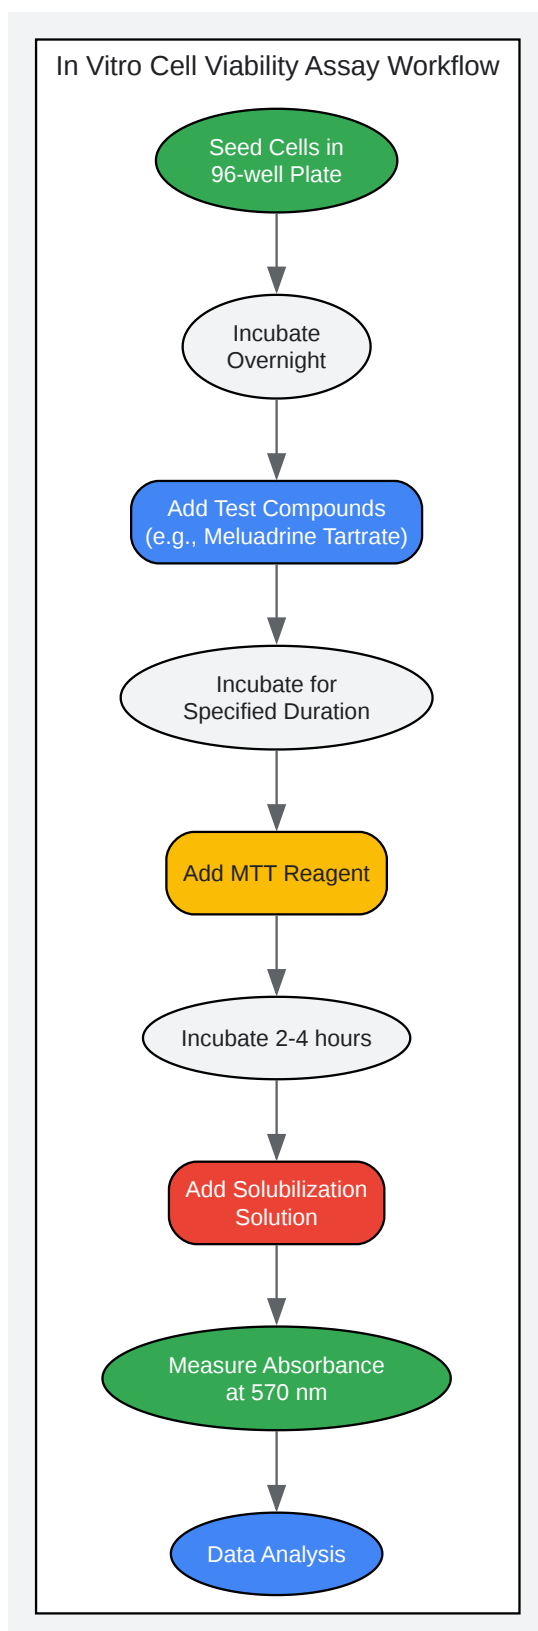 In Vitro Cell Viability Assay Workflow
Seed Cells in
96-well Plate
Incubate
Overnight
Add Test Compounds
(e.g., Meluadrine Tartrate)
Incubate for
Specified Duration
Add MTT Reagent
Incubate 2-4 hours
Add Solubilization
Solution
Measure Absorbance
at 570 nm
Data Analysis